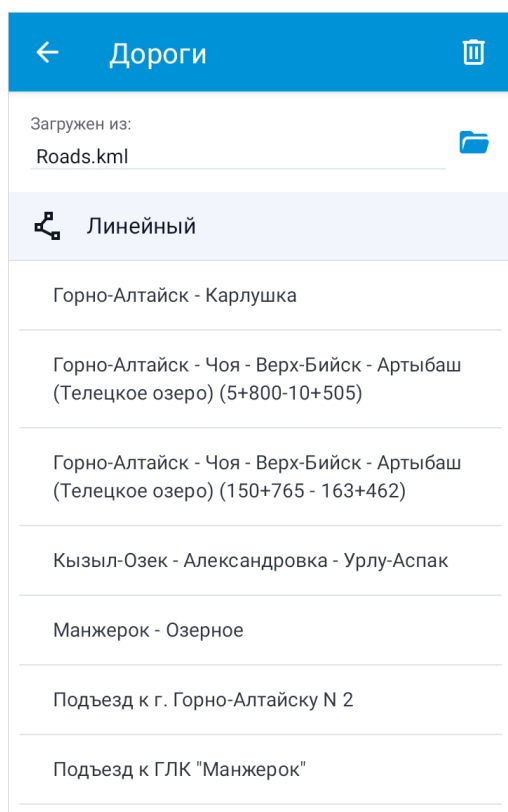 Дороги
Загружен из:
Roads.kml
Линейный
Горно-Алтайск - Карлушка
Горно-Алтайск - Чоя - Верх-Бийск - Артыбаш
(Телецкое озеро) (5+800-10+505)
Горно-Алтайск - Чоя - Верх-Бийск - Артыбаш
(Телецкое озеро) (150+765 - 163+462)
Кызыл-Озек - Александровка - Урлу-Аспак
Манжерок - Озерное
Подъезд к г. Горно-Алтайску N 2
Подъезд к ГЛК "Манжерок"